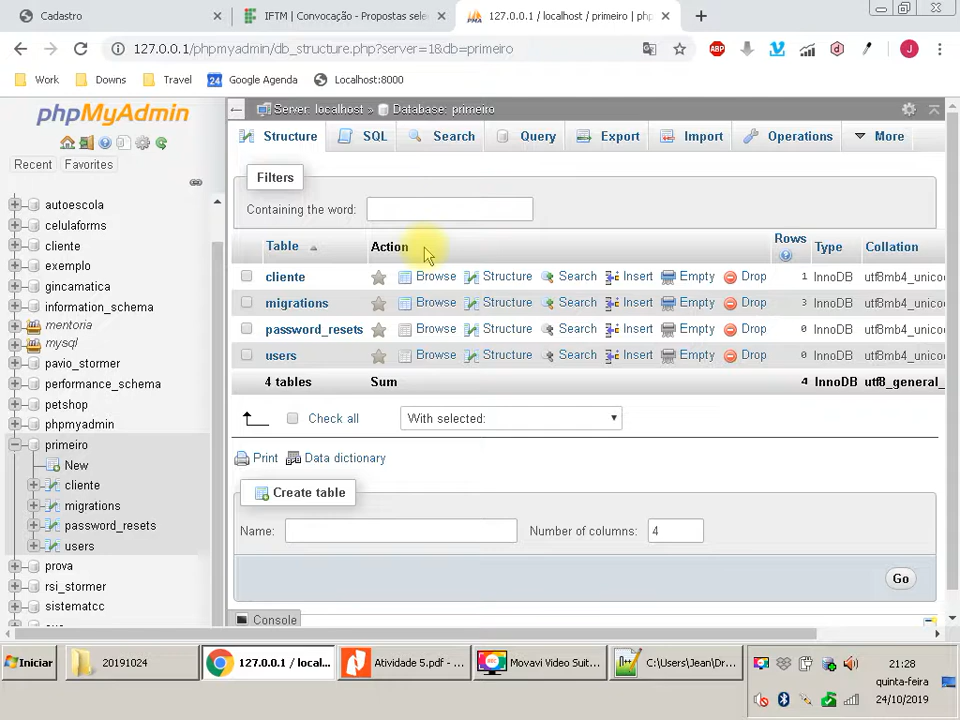 Cadastro
IFTM | Convocação - Propostas sele
127.0.0.1 / localhost / primeiro | php
127.0.0.1/phpmyadmin/db_structure.php?server=1&db=primeiro
ABP
J
Work
Downs
Travel
24
Google Agenda
Localhost:8000
phpMyAdmin
Recent
Favorites
autoescola
celulaforms
cliente
exemplo
gincamatica
information_schema
mentoria
mysql
pavio_stormer
performance_schema
petshop
phpmyadmin
primeiro
New
cliente
migrations
password_resets
users
prova
rsi_stormer
sistematcc
Server: localhost » Database: primeiro
Structure SQL Search Query Export Import Operations More
Filters
Containing the word:
Table Action Rows Type Collation
cliente Browse Structure Search Insert Empty Drop 1 InnoDB utf8mb4_unico
migrations Browse Structure Search Insert Empty Drop 3 InnoDB utf8mb4_unico
password_resets Browse Structure Search Insert Empty Drop 0 InnoDB utf8mb4_unico
users Browse Structure Search Insert Empty Drop 0 InnoDB utf8mb4_unico
4 tables Sum 4 InnoDB utf8_general_
Check all With selected:
Print Data dictionary
Create table
Name: Number of columns: 4
Go
Console
Iniciar
20191024
127.0.0.1 / local...
Atividade 5.pdf - ...
Movavi Video Suit...
C:\Users\Jean\Dr...
21:28
quinta-feira
24/10/2019